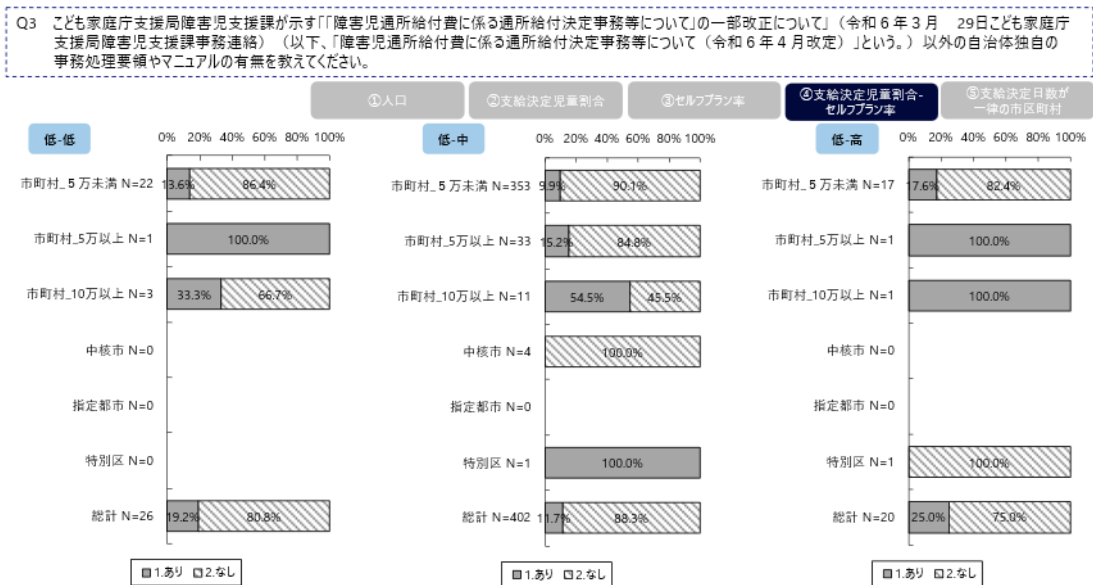 Q3 こども家庭庁支援局障害児支援課が示す「「障害児通所給付費に係る通所給付決定事務等について」の一部改正について」（令和６年３月　29日こども家庭庁
支援局障害児支援課事務連絡）（以下、「障害児通所給付費に係る通所給付決定事務等について（令和６年４月改定）」という。）以外の自治体独自の
事務処理要領やマニュアルの有無を教えてください。
①人口
②支給決定児童割合
③セルフプラン率
④支給決定児童割合-
セルフプラン率
⑤支給決定日数が
一律の市区町村
低-低
0% 20% 40% 60% 80% 100%
市町村_５万未満 N=22 13.6% 86.4%
市町村_5万以上 N=1 100.0%
市町村_10万以上 N=3 33.3% 66.7%
中核市 N=0
指定都市 N=0
特別区 N=0
総計 N=26 19.2% 80.8%
1.あり 2.なし
低-中
0% 20% 40% 60% 80% 100%
市町村_５万未満 N=353 9.9% 90.1%
市町村_5万以上 N=33 15.2% 84.8%
市町村_10万以上 N=11 54.5% 45.5%
中核市 N=4 100.0%
指定都市 N=0
特別区 N=1 100.0%
総計 N=402 11.7% 88.3%
1.あり 2.なし
低-高
0% 20% 40% 60% 80% 100%
市町村_５万未満 N=17 17.6% 82.4%
市町村_5万以上 N=1 100.0%
市町村_10万以上 N=1 100.0%
中核市 N=0
指定都市 N=0
特別区 N=1 100.0%
総計 N=20 25.0% 75.0%
1.あり 2.なし